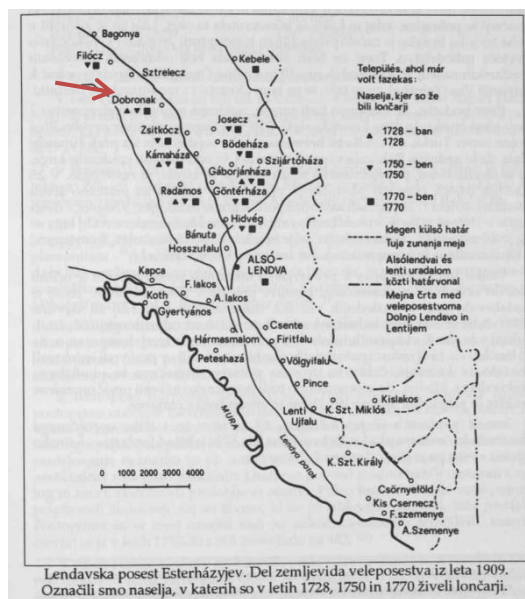 Bagonya
Filócz
Sztrelecz
Kebele
Dobronak
Zsitkócz
Josecz
Kámaháza
Bödeháza
Szijártóháza
Gáborjánháza
Radamos
Göntérháza
Hidvég
Bánuta
Hosszufalu
ALSÓ-
LENDVA
Kapca
F. lakos
Kót
Gyertyános
A. lakos
Hármasmalom
Petesháza
Csente
Firitfalu
Völgyifalu
Pince
Lenti
Ujfalu
K. Szt. Miklós
Kislakos
K. Szt. Király
Csörnyeföld
Kis Csernecz
F. szemenye
A. Szemenye
MURA
Lendva patak
1000 2000 3000 4000
Település, ahol már
volt fazekas
Naselja, kjer so že
bili lončarji
1728 – ban
1728
1750 – ben
1750
1770 – ben
1770
Idegen külső határ
Tuja zunanja meja
Alsólendvai és
lenti uradalom
közti határvonal
Mejna črta med
veleposestvoma
Dolnjo Lendavo in
Lentijem
Lendavska posest Esterházyjev. Del zemljevida veleposestva iz leta 1909.
Označili smo naselja, v katerih so v letih 1728, 1750 in 1770 živeli lončarji.